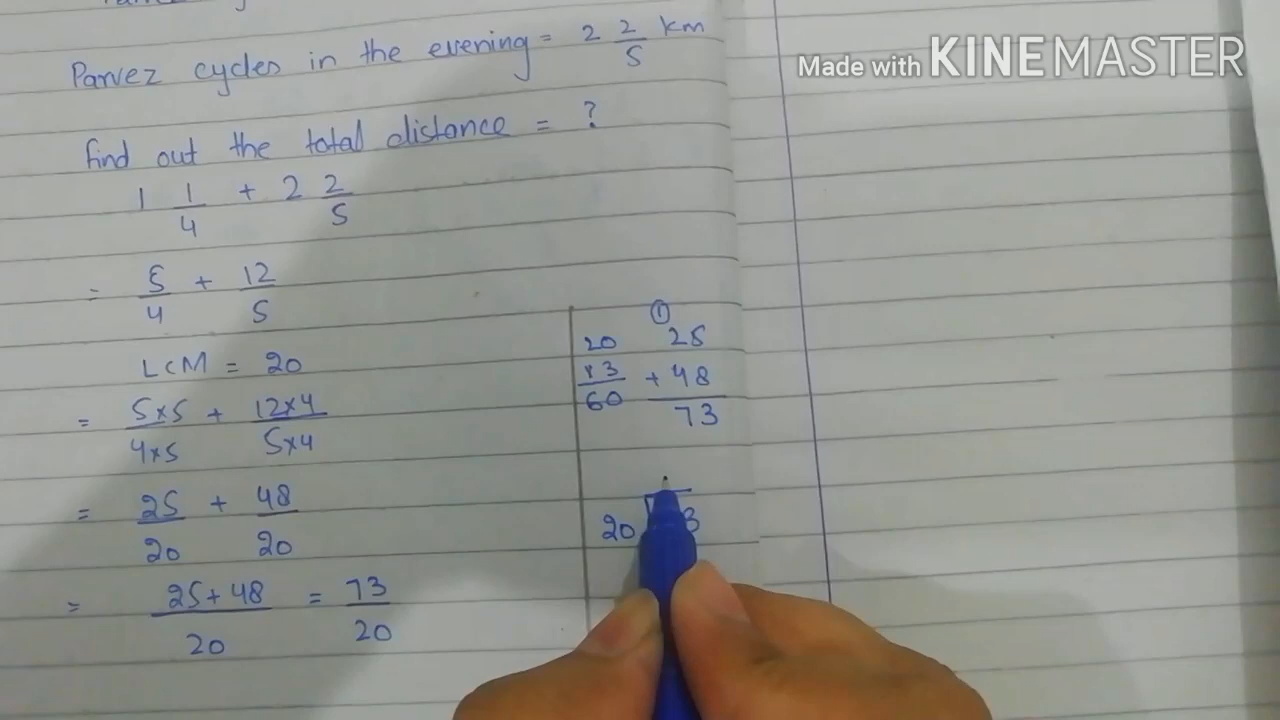 Parvez cycles in the evening = 2 2/5 km
Made with KINEMASTER
find out the total distance = ?
1 1/4 + 2 2/5
= 5/4 + 12/5
LCM = 20
= 5×5/4×5 + 12×4/5×4
= 25/20 + 48/20
= 25+48/20 = 73/20
①
20 25
×3 +48
60 73
20 3